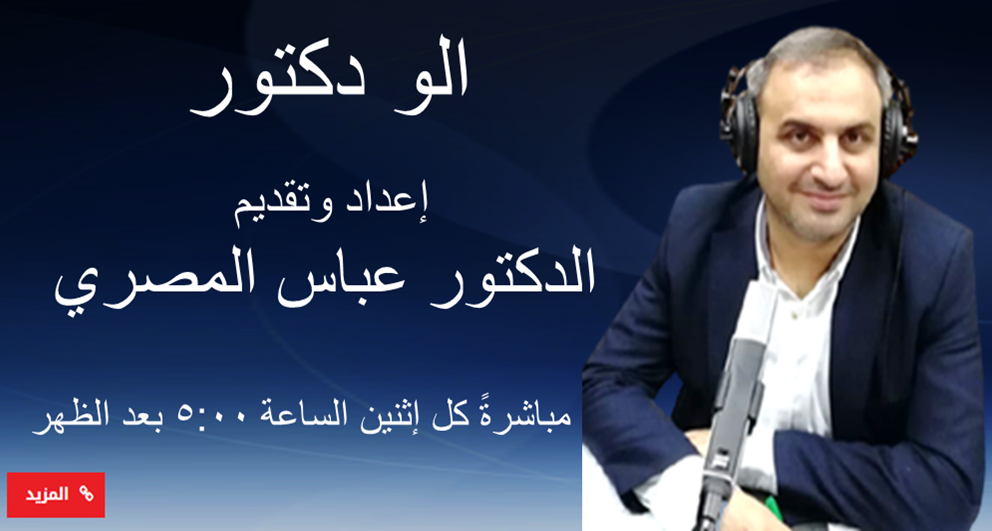 الو دكتور
إعداد وتقديم
الدكتور عباس المصري
مباشرةً كل إثنين الساعة ٥:٠٠ بعد الظهر
المزيد